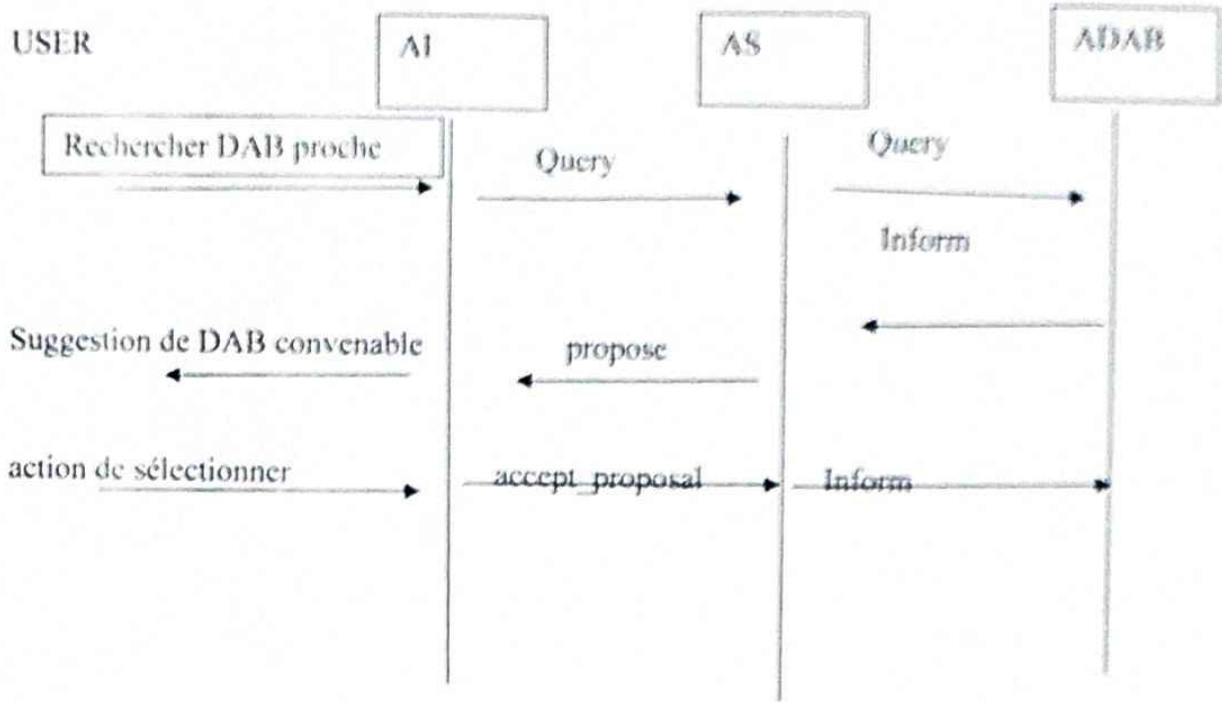 USER
AI
AS
ADAB
Rechercher DAB proche
Query
Query
Inform
Suggestion de DAB convenable
propose
action de sélectionner
accept_proposal
Inform